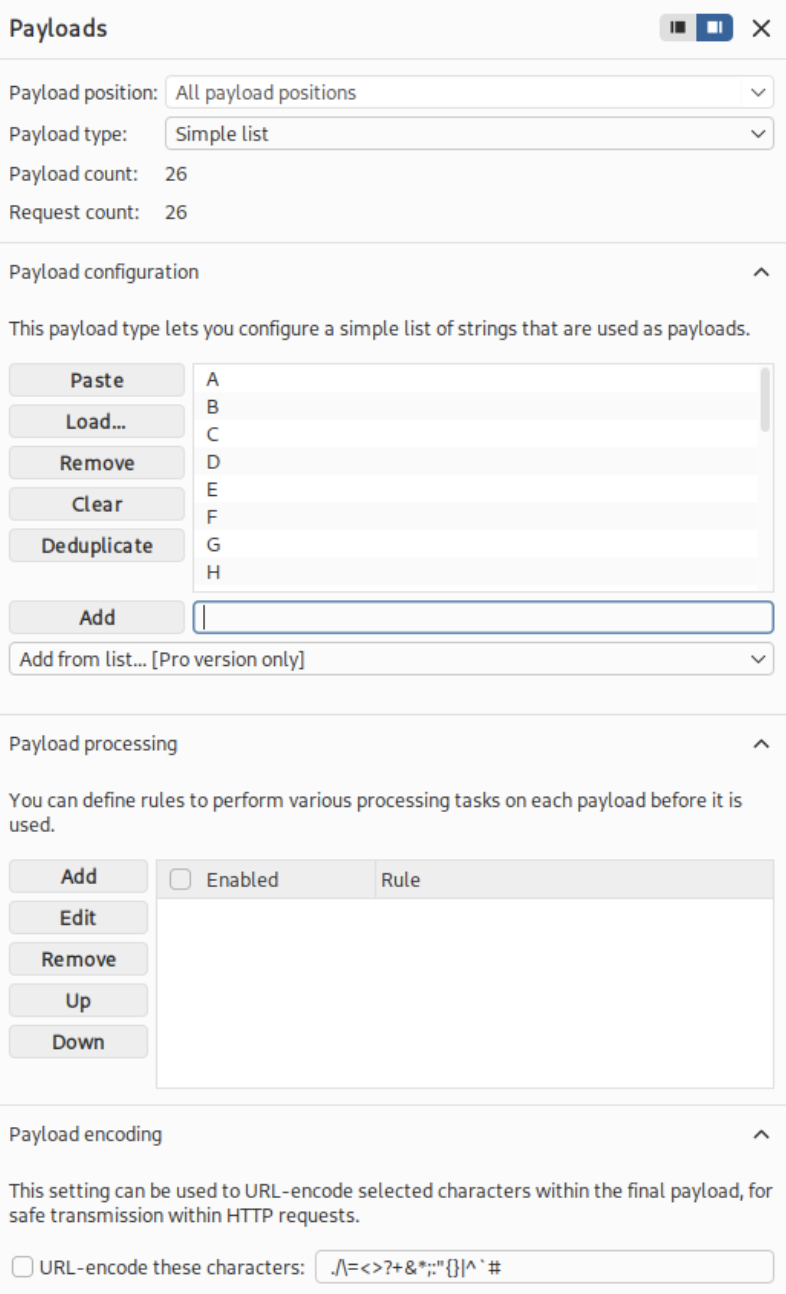 Payloads
Payload position: All payload positions
Payload type: Simple list
Payload count: 26
Request count: 26
Payload configuration
This payload type lets you configure a simple list of strings that are used as payloads.
Paste
Load...
Remove
Clear
Deduplicate
A
B
C
D
E
F
G
H
Add
Add from list... [Pro version only]
Payload processing
You can define rules to perform various processing tasks on each payload before it is
used.
Add
Edit
Remove
Up
Down
Enabled Rule
Payload encoding
This setting can be used to URL-encode selected characters within the final payload, for
safe transmission within HTTP requests.
URL-encode these characters: ./\=<>?+&*;:"{}|^`#